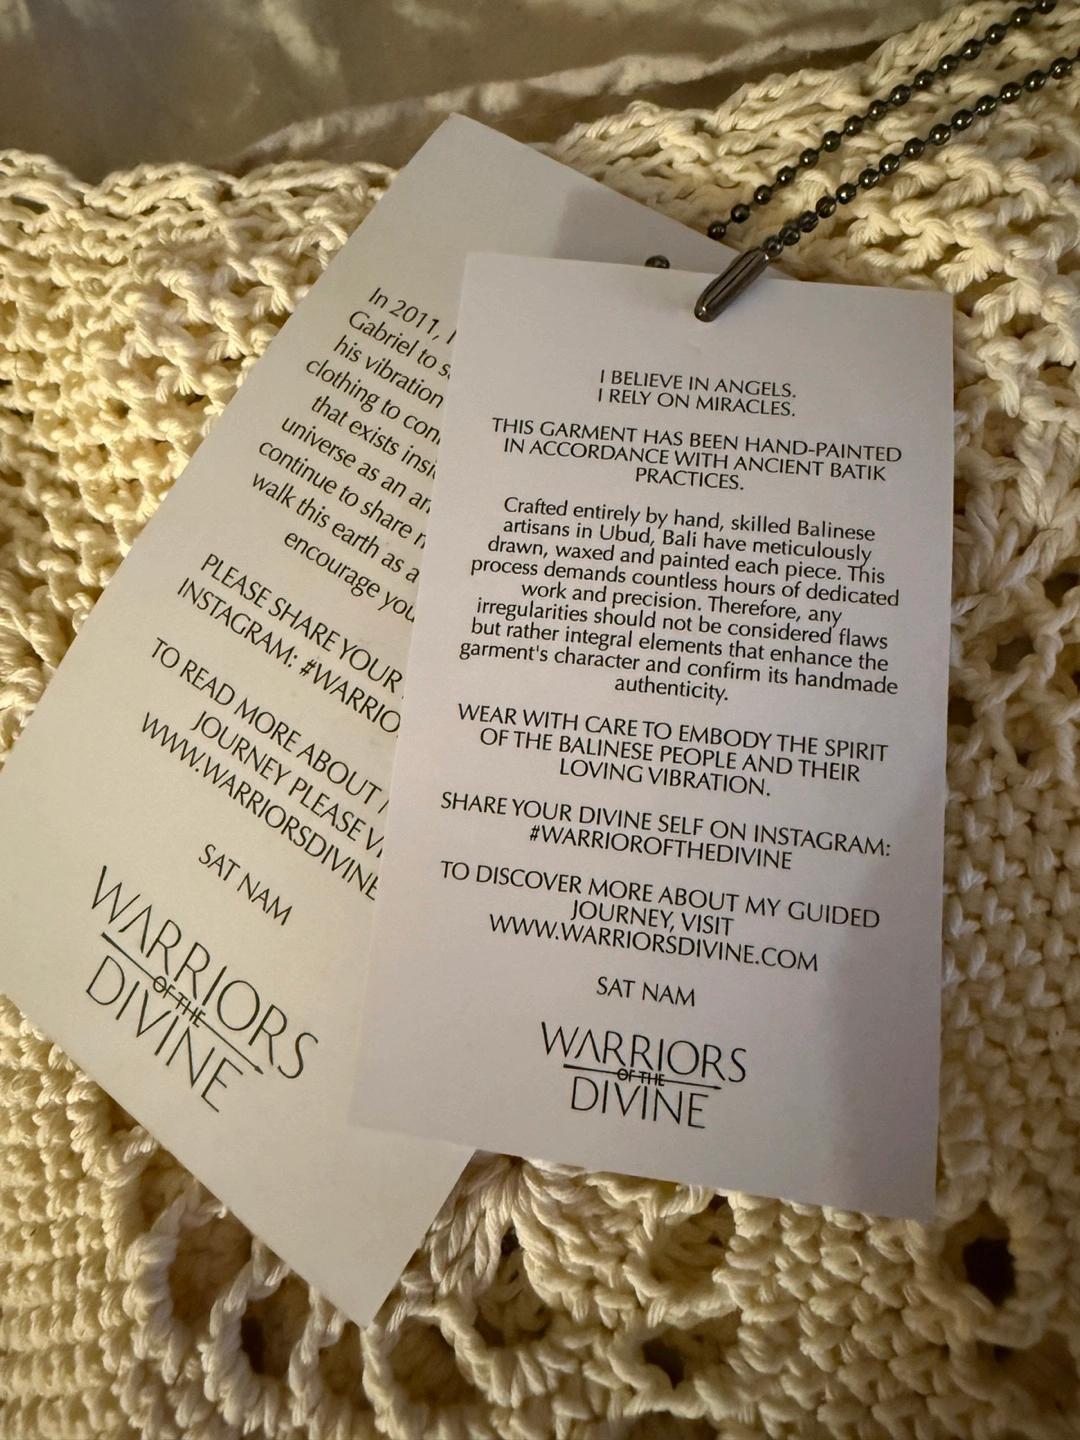 In 2011, I
Gabriel to
his vibration
clothing to
that exists
universe as an
continue to share
walk this earth as a
encourage you
PLEASE SHARE YOUR
INSTAGRAM: #WARRIO
TO READ MORE ABOUT
JOURNEY PLEASE
WWW.WARRIORSDIVINE
SAT NAM
WARRIORS
OF THE
DIVINE
I BELIEVE IN ANGELS.
I RELY ON MIRACLES.
THIS GARMENT HAS BEEN HAND-PAINTED
IN ACCORDANCE WITH ANCIENT BATIK
PRACTICES.
Crafted entirely by hand, skilled Balinese
artisans in Ubud, Bali have meticulously
drawn, waxed and painted each piece. This
process demands countless hours of dedicated
work and precision. Therefore, any
irregularities should not be considered flaws
but rather integral elements that enhance the
garment's character and confirm its handmade
authenticity.
WEAR WITH CARE TO EMBODY THE SPIRIT
OF THE BALINESE PEOPLE AND THEIR
LOVING VIBRATION.
SHARE YOUR DIVINE SELF ON INSTAGRAM:
#WARRIOROFTHEDIVINE
TO DISCOVER MORE ABOUT MY GUIDED
JOURNEY, VISIT
WWW.WARRIORSDIVINE.COM
SAT NAM
WARRIORS
OF THE
DIVINE